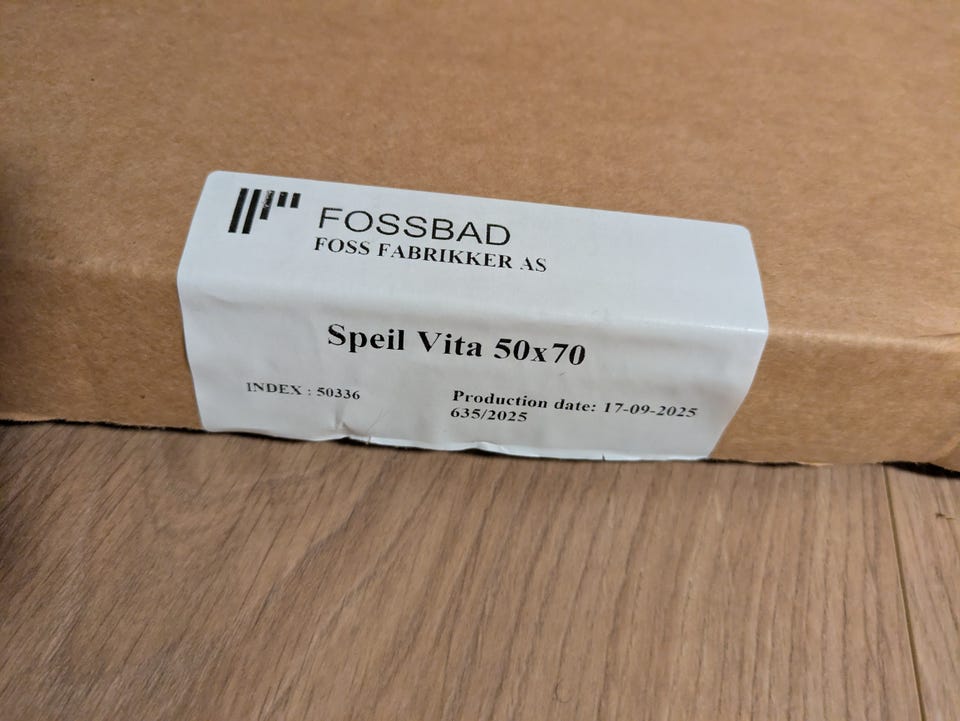 FOSSBAD
FOSS FABRIKKER AS
Speil Vita 50x70
INDEX : 50336
Production date: 17-09-2025
635/2025